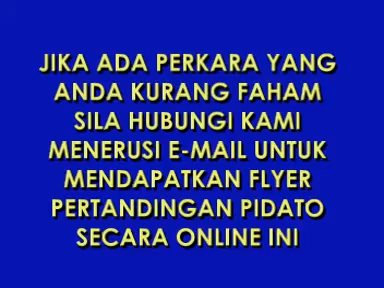 JIKA ADA PERKARA YANG
ANDA KURANG FAHAM
SILA HUBUNGI KAMI
MENERUSI E-MAIL UNTUK
MENDAPATKAN FLYER
PERTANDINGAN PIDATO
SECARA ONLINE INI